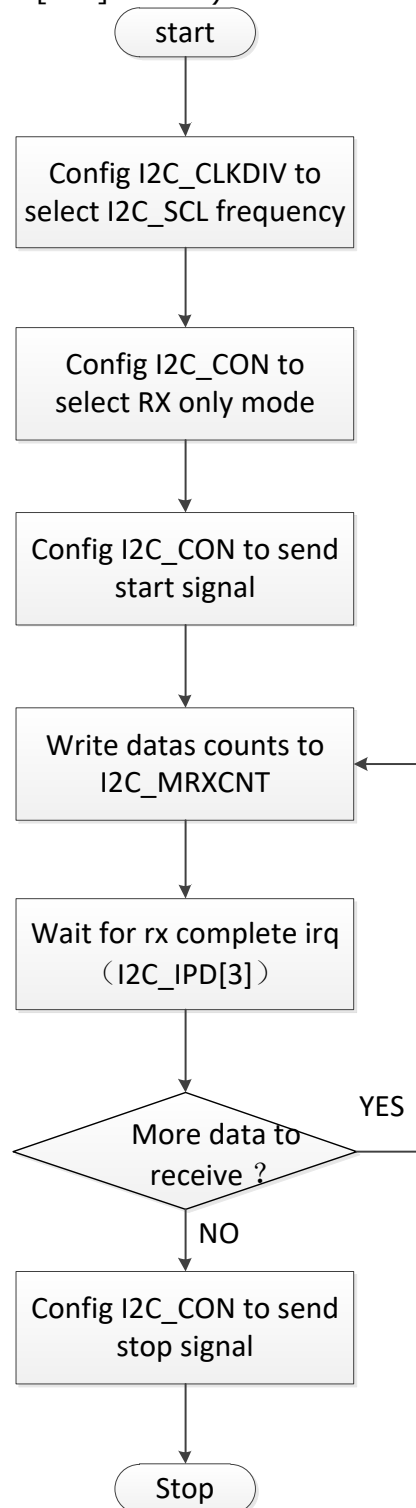 start
Config I2C_CLKDIV to
select I2C_SCL frequency
Config I2C_CON to
select RX only mode
Config I2C_CON to send
start signal
Write datas counts to
I2C_MRXCNT
Wait for rx complete irq
（I2C_IPD[3]）
YES
More data to
receive？
NO
Config I2C_CON to send
stop signal
Stop